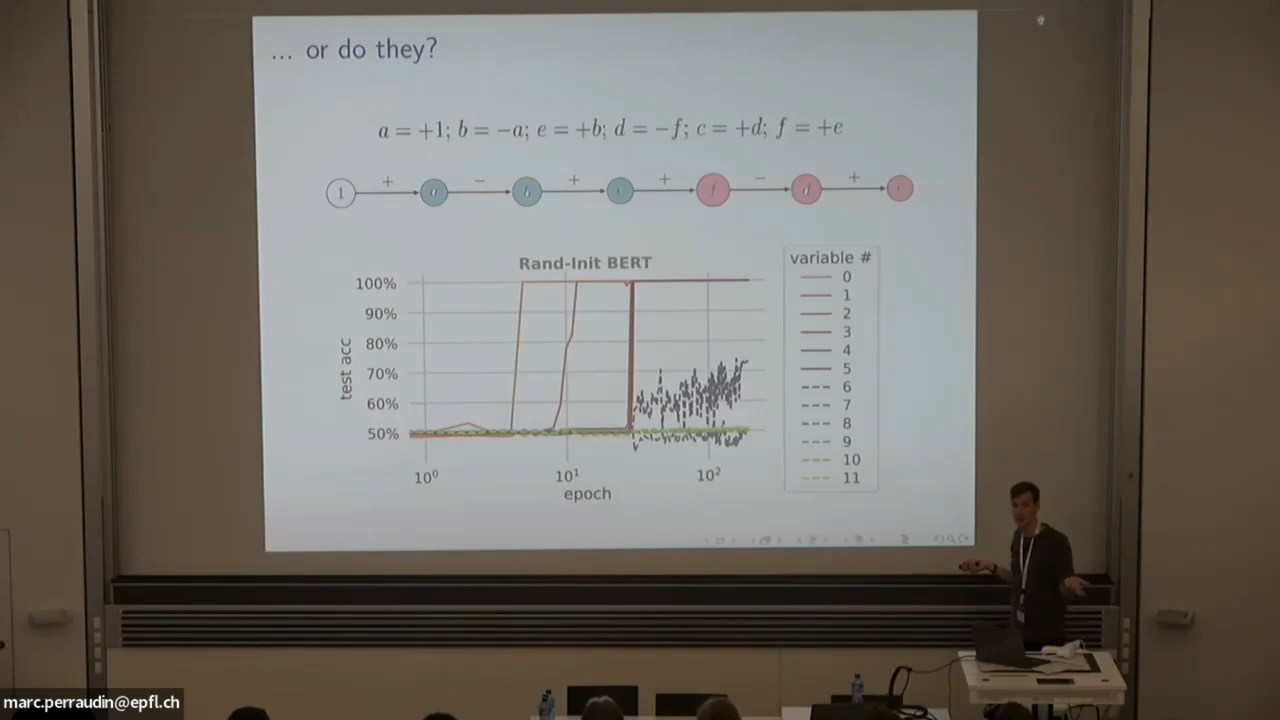 ... or do they?
a = +1; b = −a; e = +b; d = −f; c = +d; f = +e
+ − + + − +
1 a b e f d c
Rand-Init BERT
100%
90%
80%
70%
60%
50%
test acc
10⁰ 10¹ 10²
epoch
variable #
0
1
2
3
4
5
6
7
8
9
10
11
marc.perraudin@epfl.ch